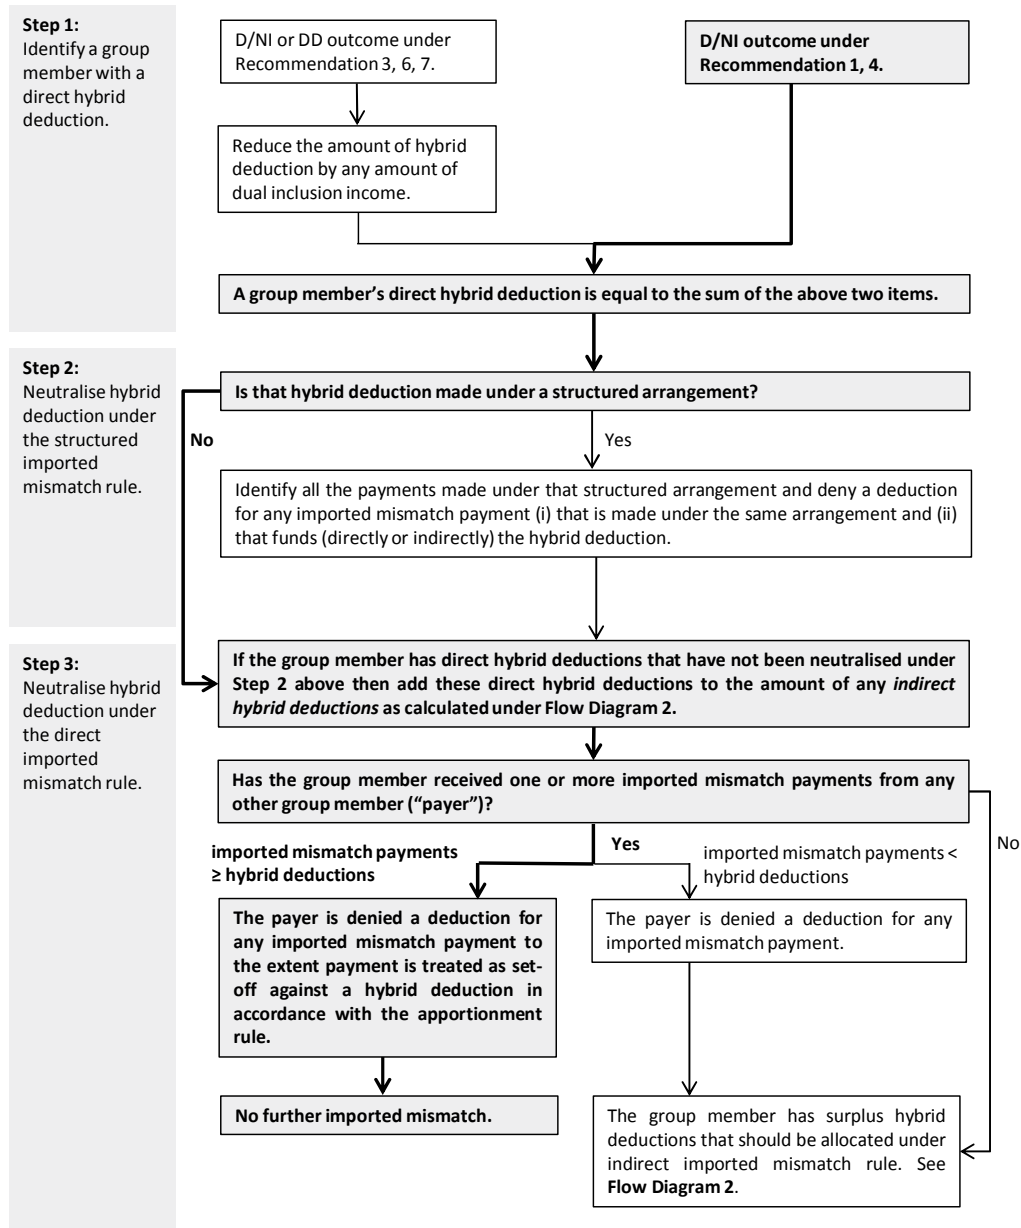 Step 1:
Identify a group
member with a
direct hybrid
deduction.
D/NI or DD outcome under
Recommendation 3, 6, 7.
D/NI outcome under
Recommendation 1, 4.
Reduce the amount of hybrid
deduction by any amount of
dual inclusion income.
A group member’s direct hybrid deduction is equal to the sum of the above two items.
Step 2:
Neutralise hybrid
deduction under
the structured
imported
mismatch rule.
Is that hybrid deduction made under a structured arrangement?
No
Yes
Identify all the payments made under that structured arrangement and deny a deduction
for any imported mismatch payment (i) that is made under the same arrangement and (ii)
that funds (directly or indirectly) the hybrid deduction.
Step 3:
Neutralise hybrid
deduction under
the direct
imported
mismatch rule.
If the group member has direct hybrid deductions that have not been neutralised under
Step 2 above then add these direct hybrid deductions to the amount of any indirect
hybrid deductions as calculated under Flow Diagram 2.
Has the group member received one or more imported mismatch payments from any
other group member (“payer”)?
No
Yes
imported mismatch payments
≥ hybrid deductions
imported mismatch payments <
hybrid deductions
The payer is denied a deduction for
any imported mismatch payment to
the extent payment is treated as set-
off against a hybrid deduction in
accordance with the apportionment
rule.
The payer is denied a deduction for any
imported mismatch payment.
No further imported mismatch.
The group member has surplus hybrid
deductions that should be allocated under
indirect imported mismatch rule. See
Flow Diagram 2.